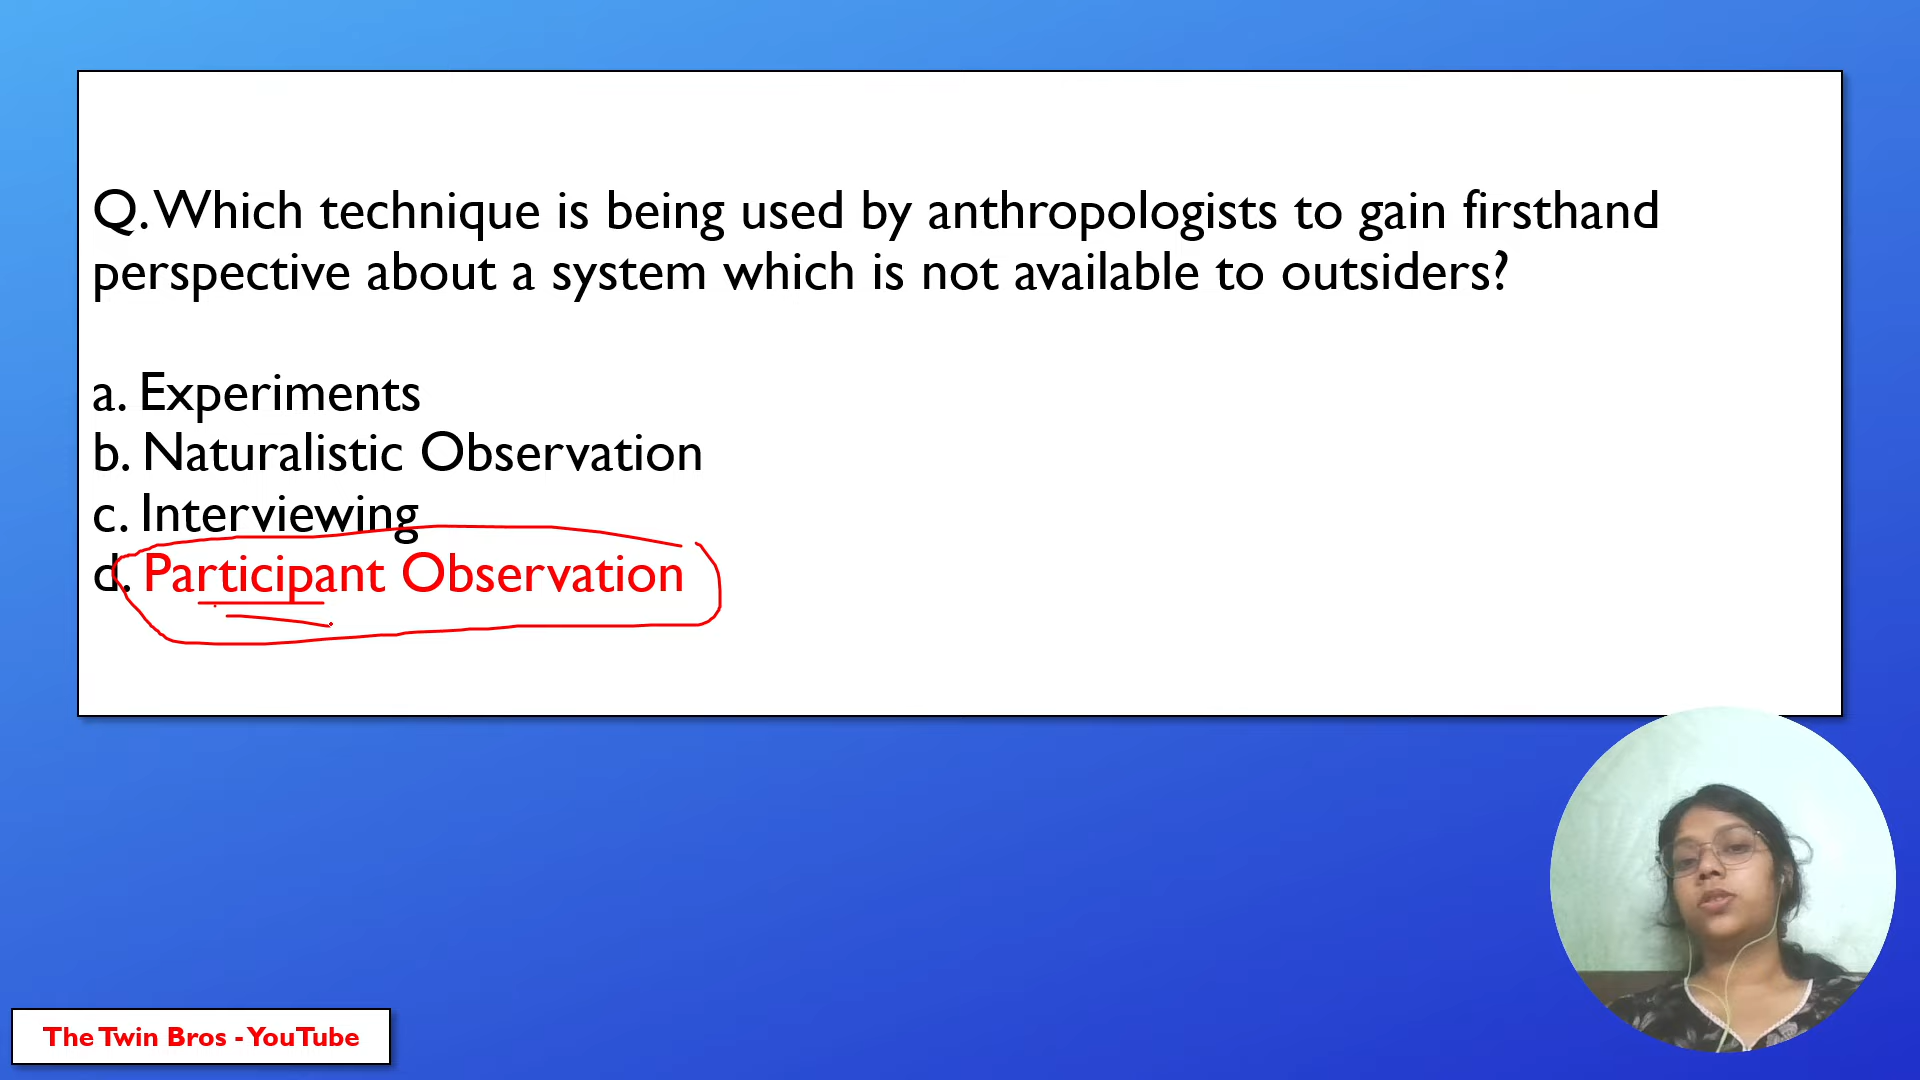 Q. Which technique is being used by anthropologists to gain firsthand
perspective about a system which is not available to outsiders?
a. Experiments
b. Naturalistic Observation
c. Interviewing
d. Participant Observation
The Twin Bros - YouTube